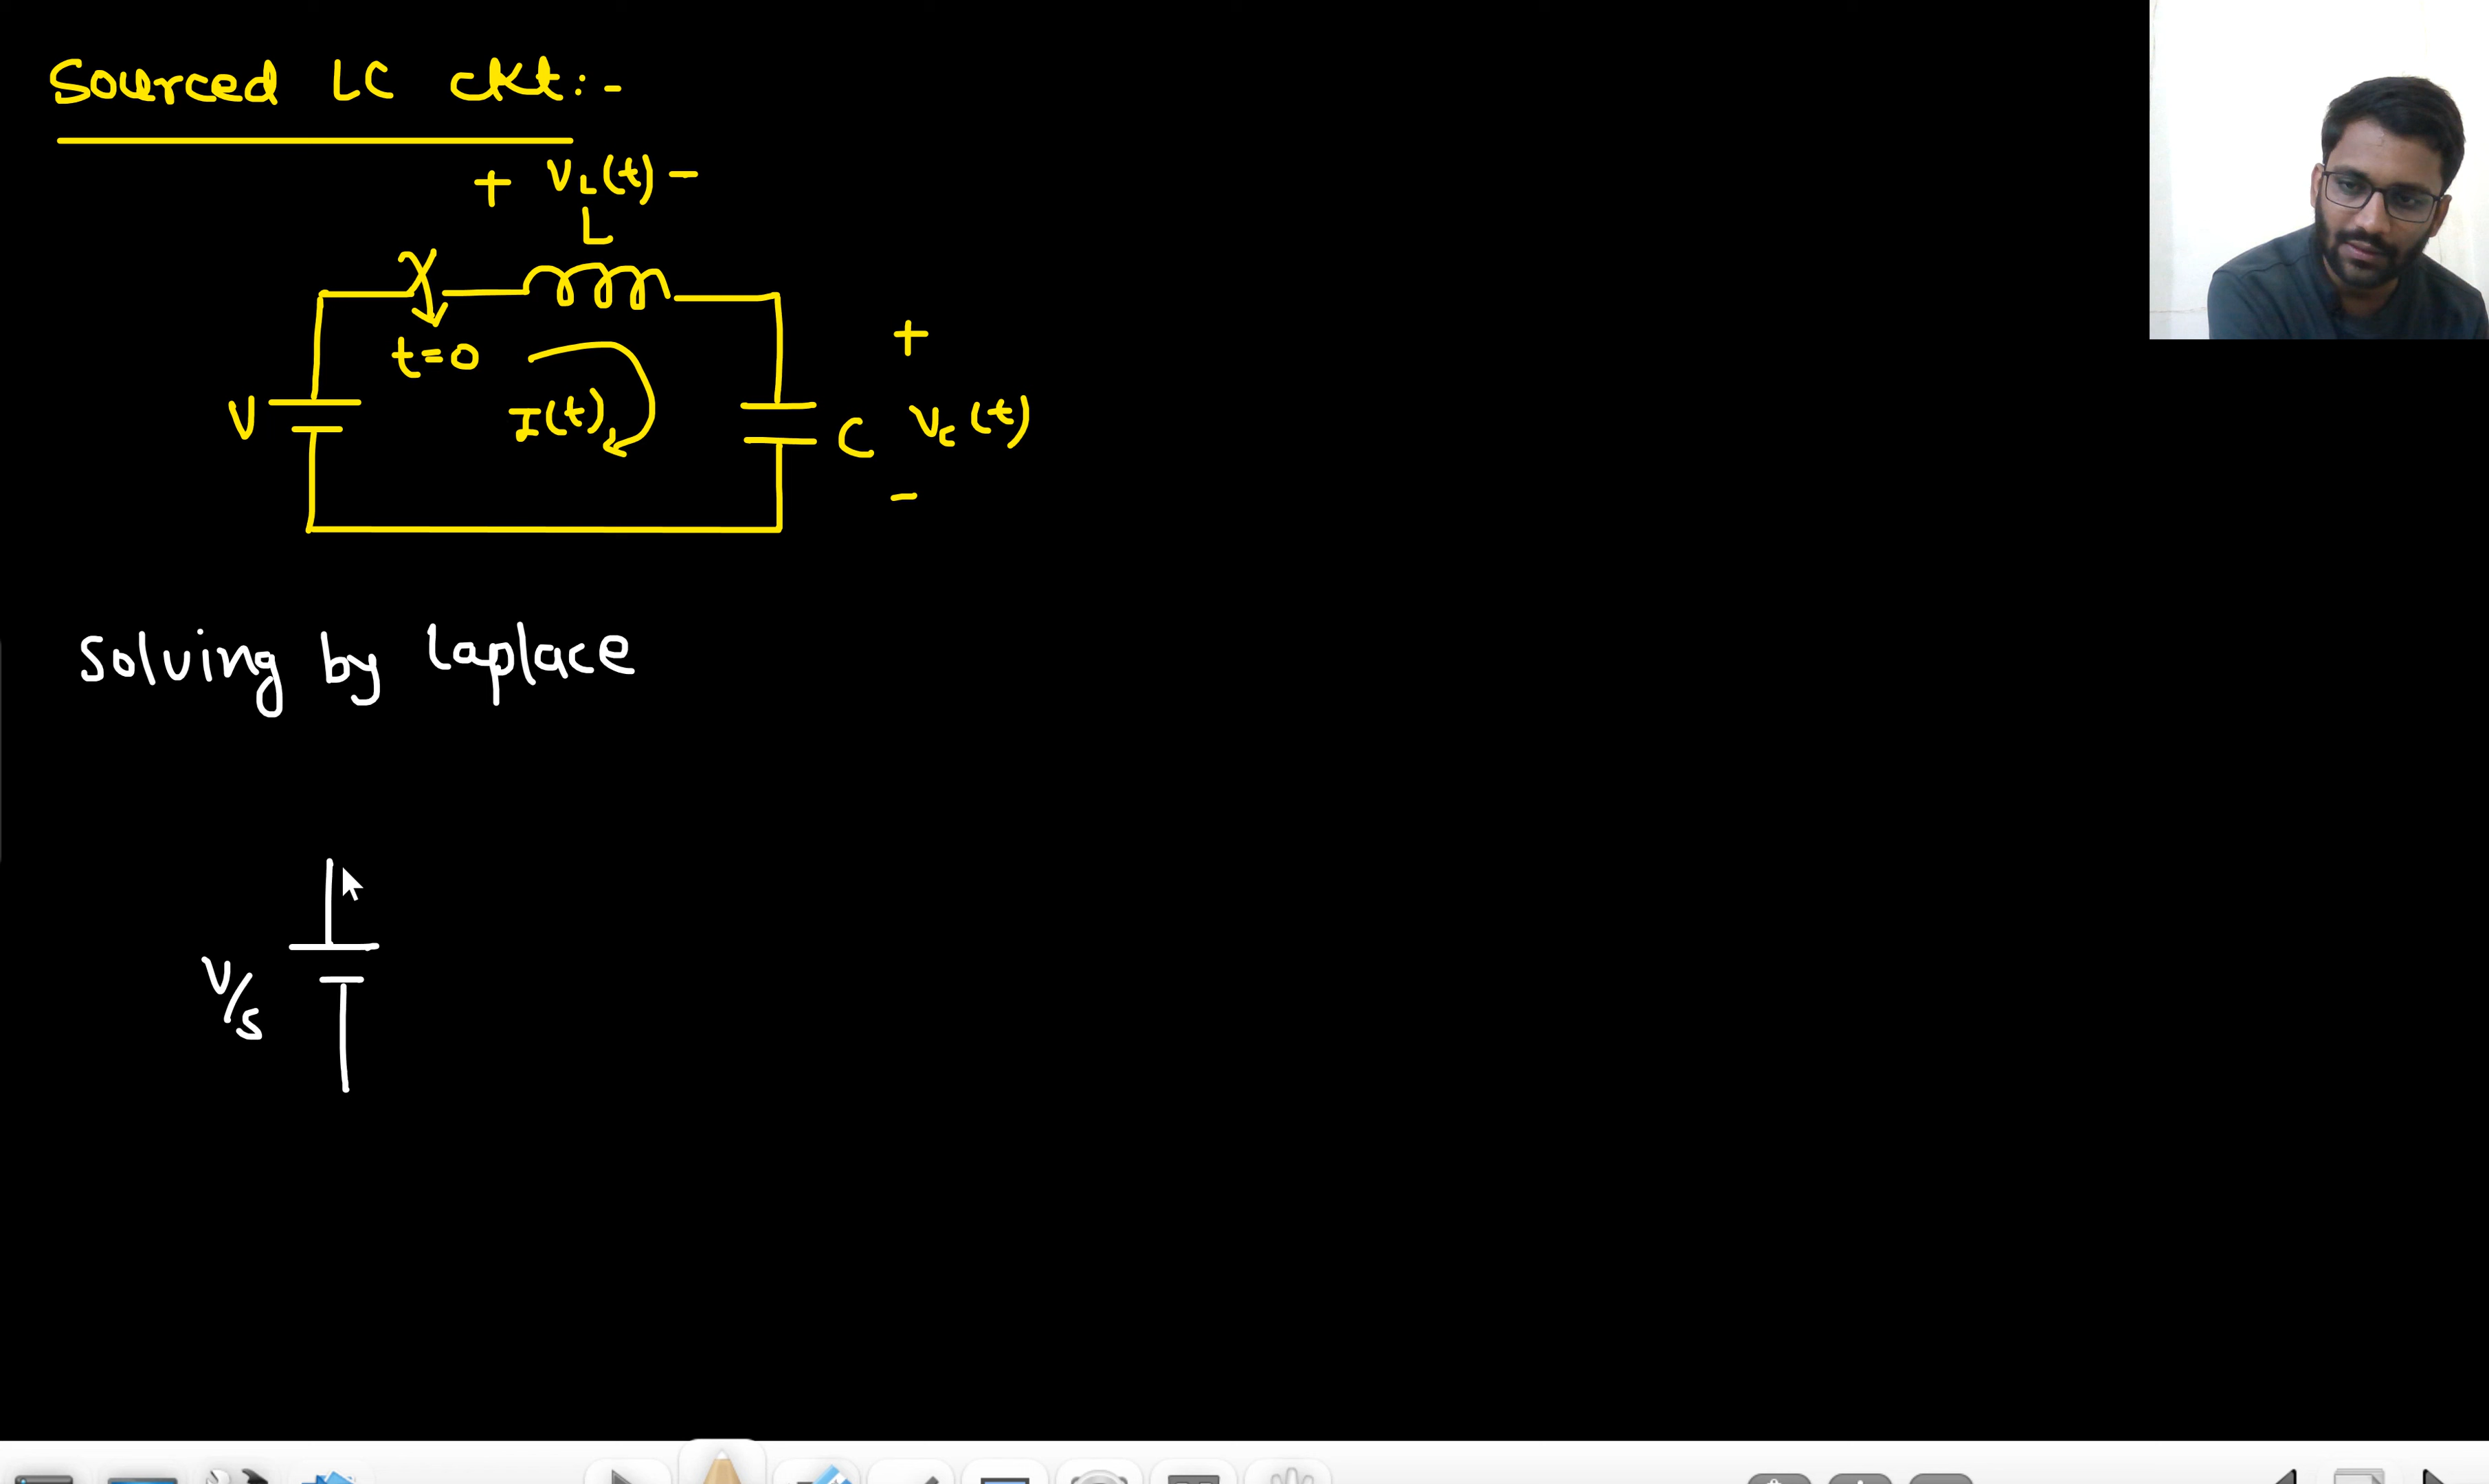 Sourced LC ckt:-
+ VL(t) -
L
t=0
I(t)
V
+
C
Vc(t)
-
Solving by Laplace
V/s